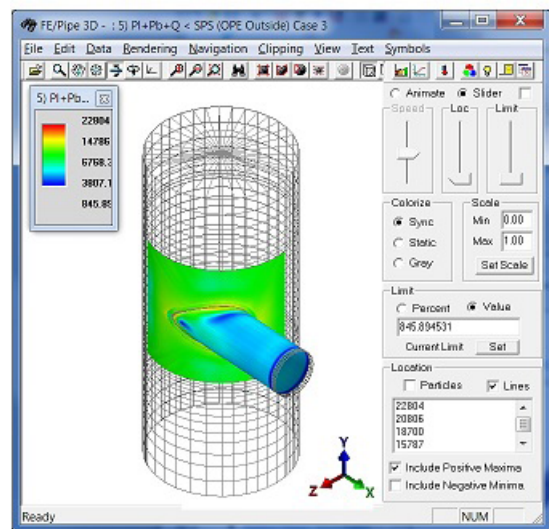 FE/Pipe 3D - : 5) Pl+Pb+Q < SPS (OPE Outside) Case 3
File Edit Data Rendering Navigation Clipping View Text Symbols
5) Pl+Pb...
22804
14786
6768.3
3807.1
845.89
Animate Slider
Speed Loc Limit
Colorize Scale
Sync Min 0.00
Static Max 1.00
Gray Set Scale
Limit
Percent Value
845.894531
Current Limit Set
Location
Particles Lines
22804
20806
18700
15787
Include Positive Maxima
Include Negative Minima
Y
Z X
Ready NUM